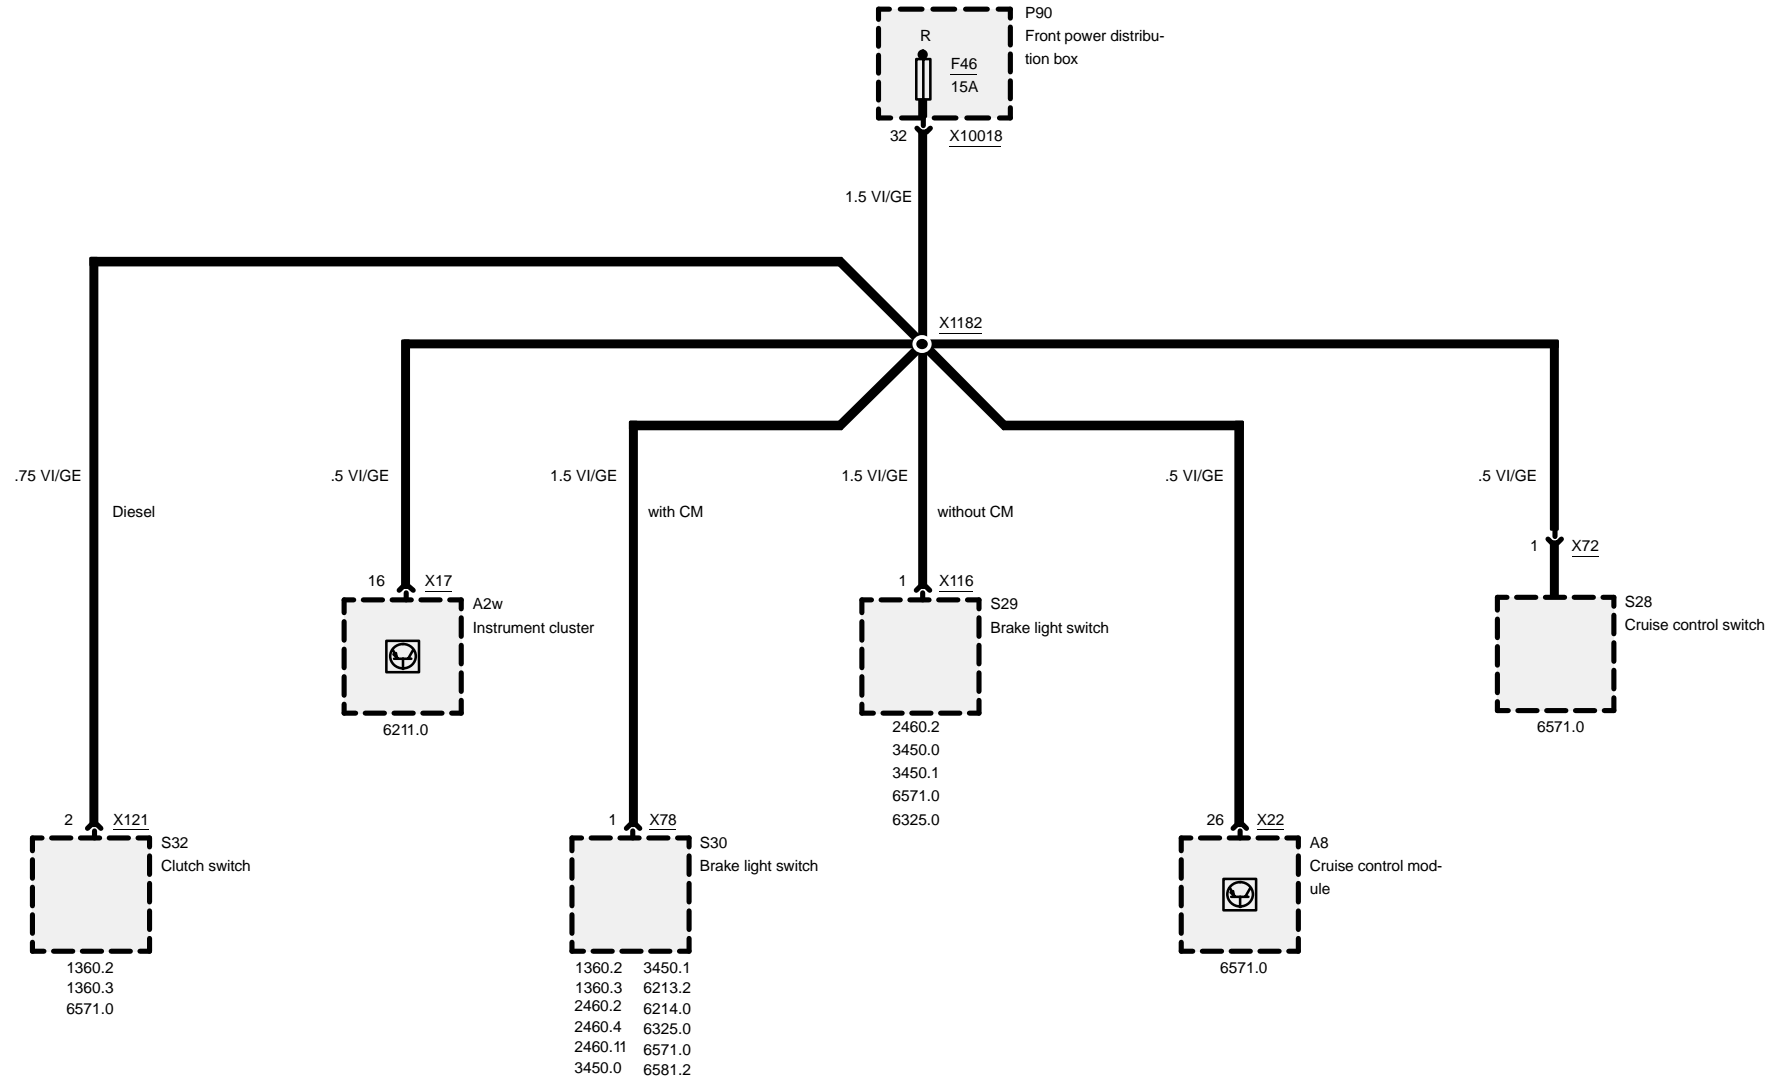 P90
R
Front power distribu-
tion box
F46
15A
32 X10018
1.5 VI/GE
X1182
.75 VI/GE
.5 VI/GE
1.5 VI/GE
1.5 VI/GE
.5 VI/GE
.5 VI/GE
Diesel
with CM
without CM
1 X72
16 X17
1 X116
A2w
Instrument cluster
S29
Brake light switch
S28
Cruise control switch
6211.0
2460.2
3450.0
3450.1
6571.0
6325.0
6571.0
2 X121
1 X78
26 X22
S32
Clutch switch
S30
Brake light switch
A8
Cruise control mod-
ule
1360.2
1360.3
6571.0
1360.2 3450.1
1360.3 6213.2
2460.2 6214.0
2460.4 6325.0
2460.11 6571.0
3450.0 6581.2
6571.0